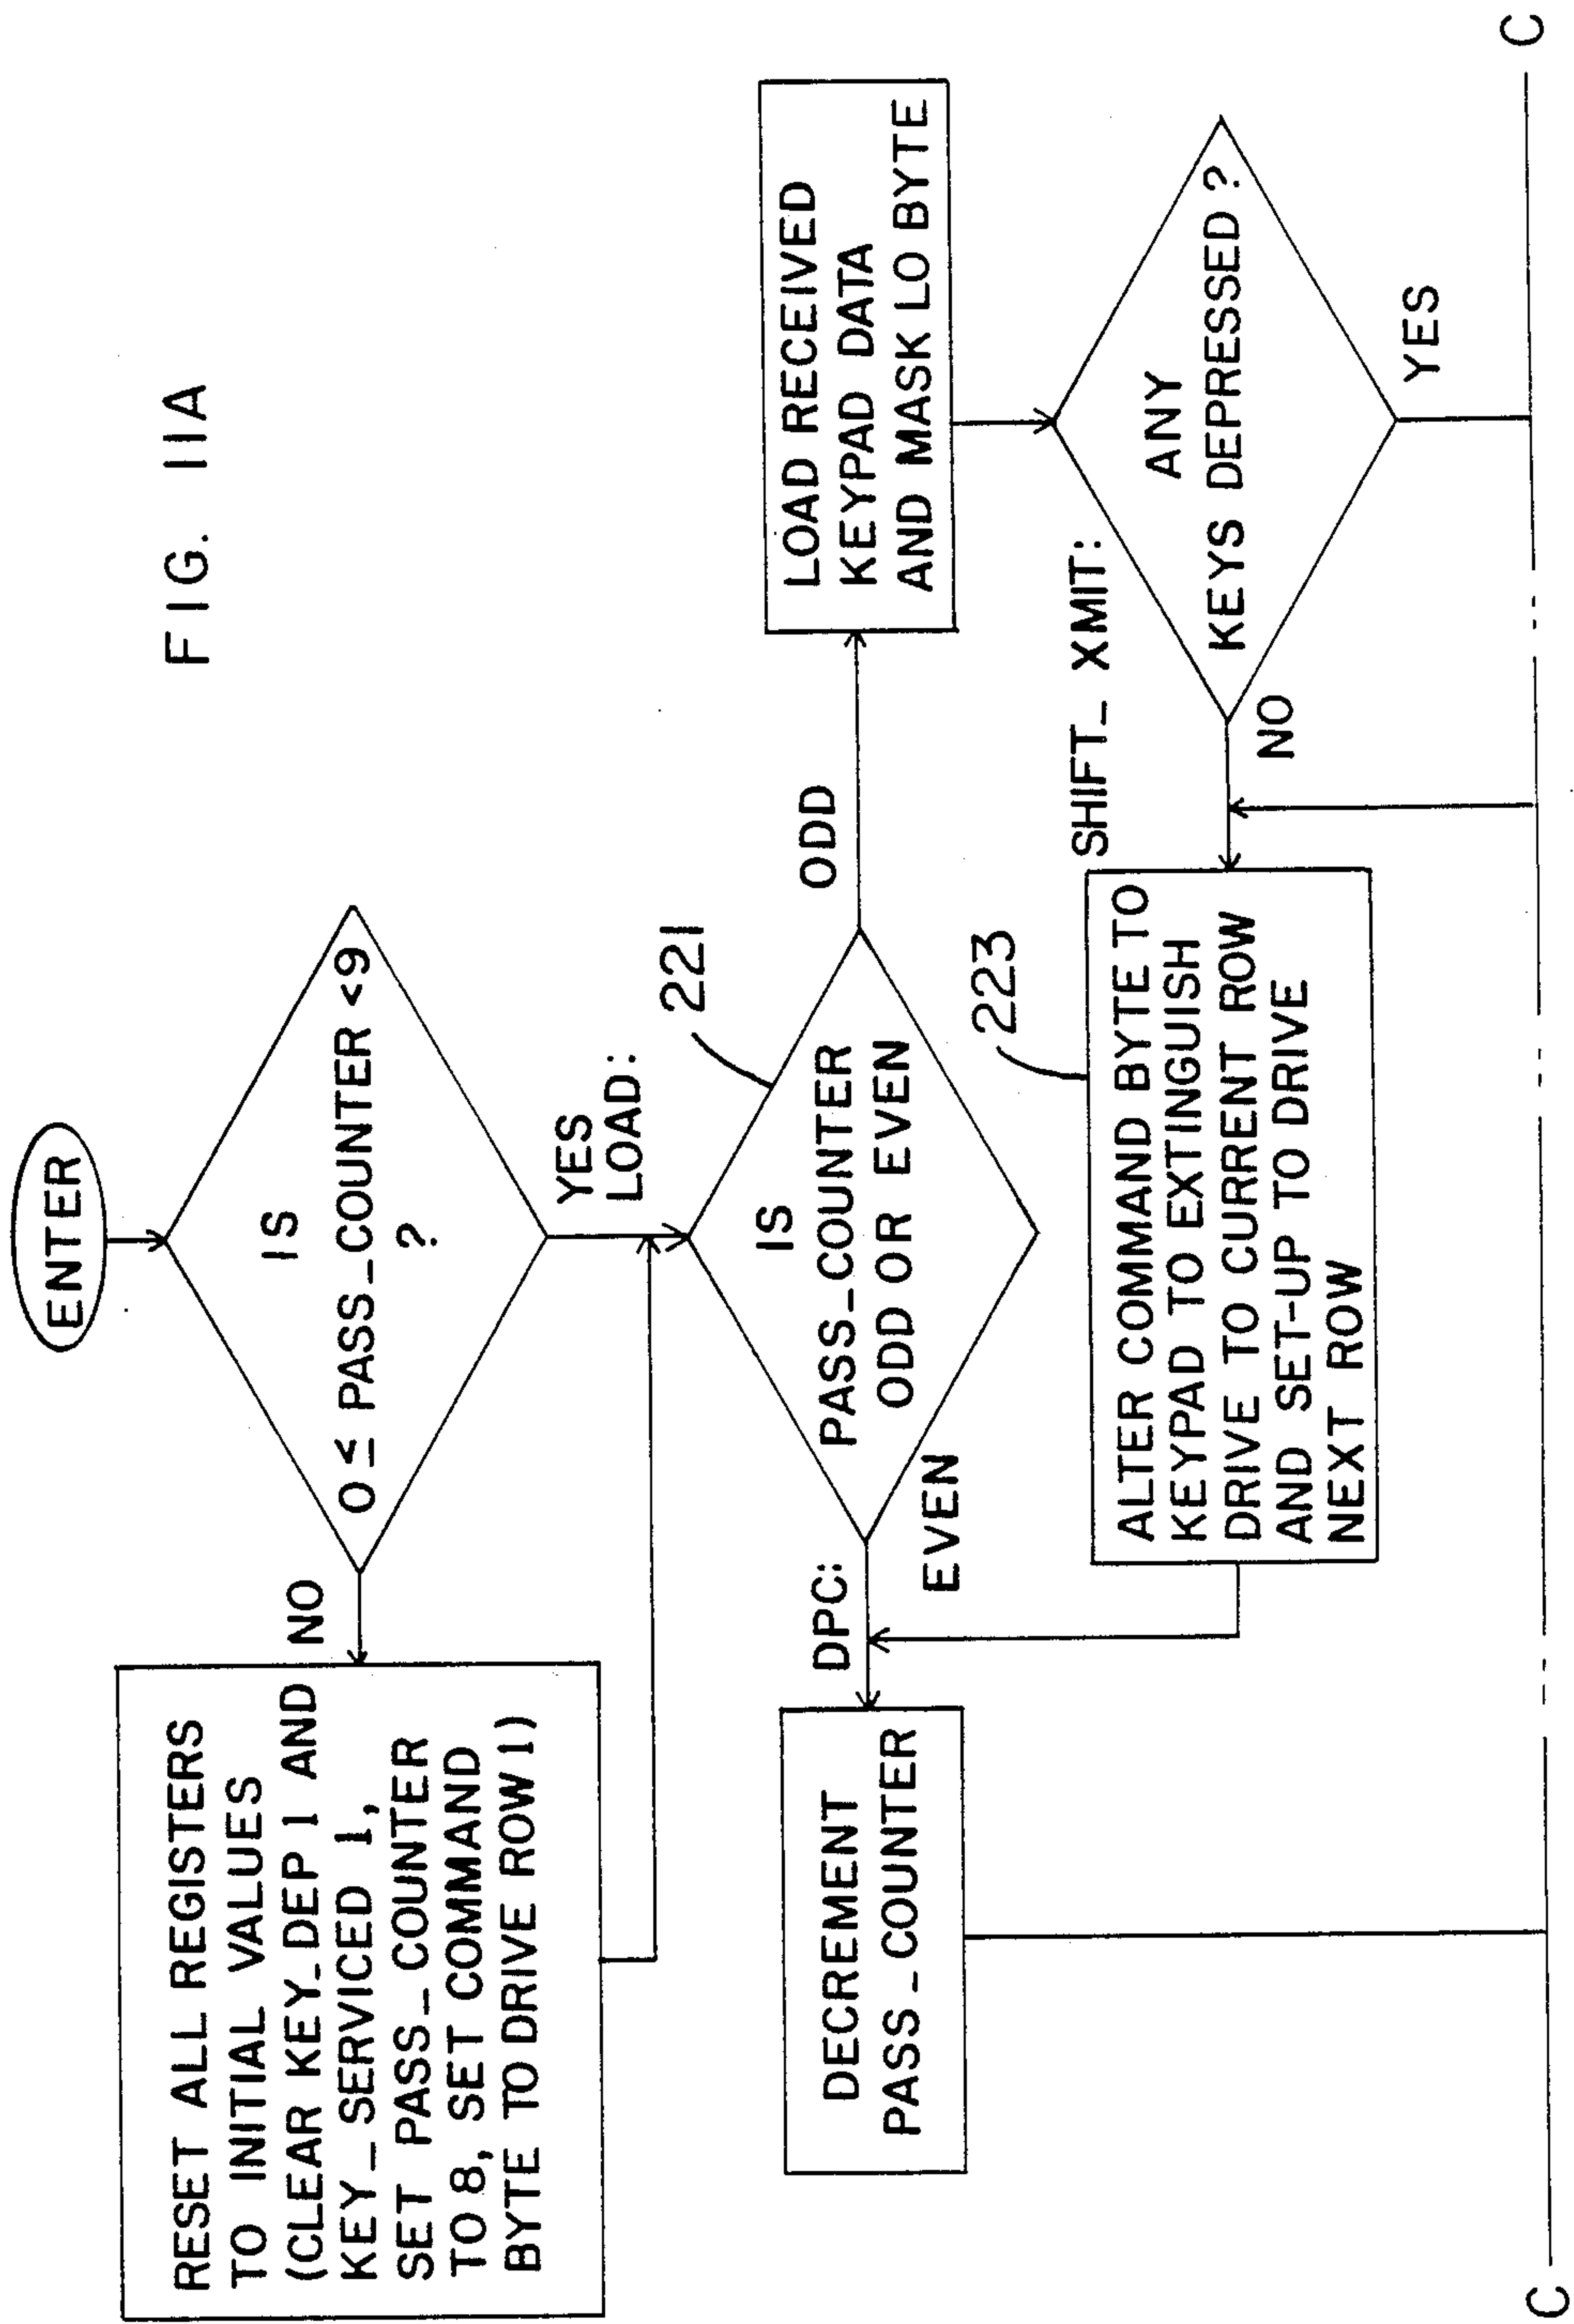 FIG. 11A
ENTER
IS
0 ≤ PASS_COUNTER <9
?
NO
YES
LOAD:
RESET ALL REGISTERS
TO INITIAL VALUES
(CLEAR KEY_DEP 1 AND
KEY_SERVICED 1,
SET PASS_COUNTER
TO 8, SET COMMAND
BYTE TO DRIVE ROW 1)
221
IS
PASS_COUNTER
ODD OR EVEN
ODD
DPC:
EVEN
LOAD RECEIVED
KEYPAD DATA
AND MASK LO BYTE
DECREMENT
PASS_COUNTER
ANY
KEYS DEPRESSED ?
SHIFT_ XMIT:
NO
YES
223
ALTER COMMAND BYTE TO
KEYPAD TO EXTINGUISH
DRIVE TO CURRENT ROW
AND SET-UP TO DRIVE
NEXT ROW
C
C